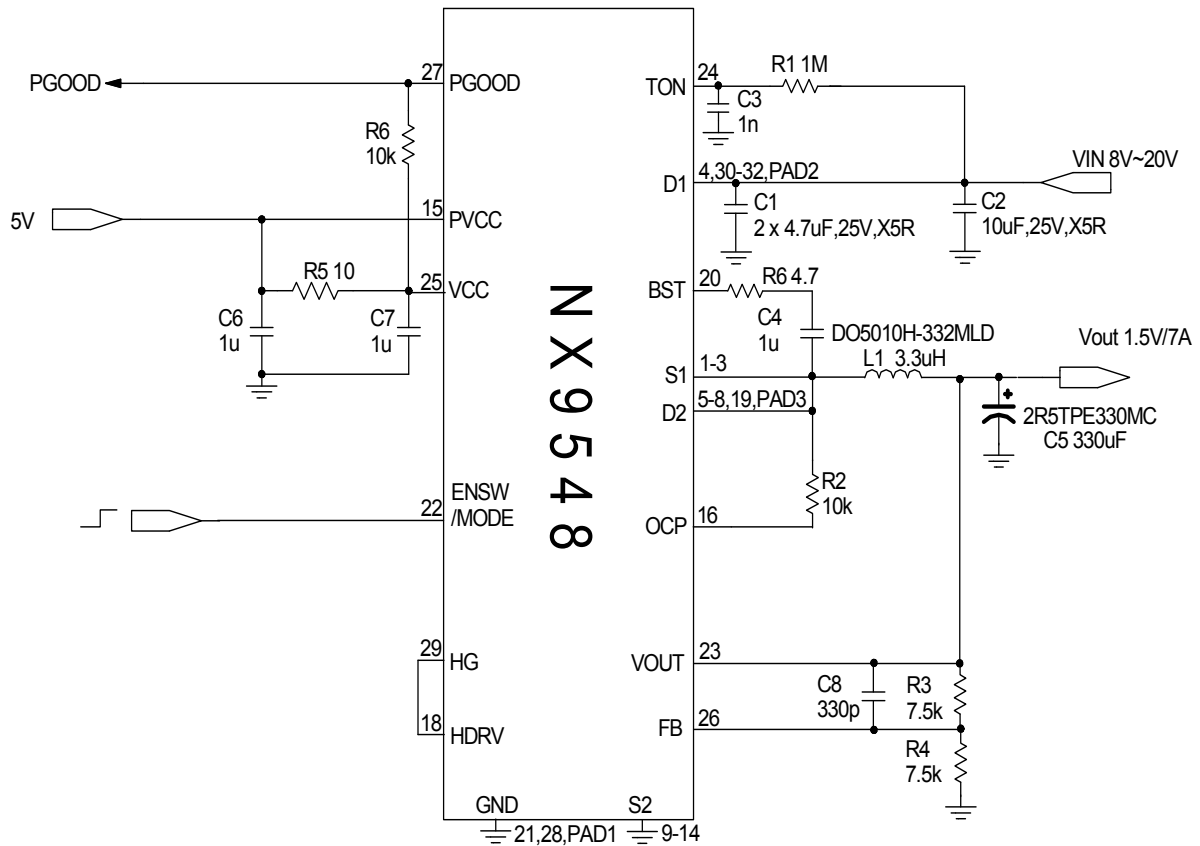 PGOOD
27
PGOOD
R6
10k
5V
15
PVCC
R5 10
25
VCC
C6
1u
C7
1u
ENSW
22
/MODE
29
HG
18
HDRV
GND
21,28,PAD1
S2
9-14
NX9548
TON
24
R1 1M
C3
1n
D1
4,30-32,PAD2
VIN 8V~20V
C1
2 x 4.7uF,25V,X5R
C2
10uF,25V,X5R
BST
20
R6 4.7
C4
1u
DO5010H-332MLD
L1 3.3uH
Vout 1.5V/7A
S1
1-3
D2
5-8,19,PAD3
+
2R5TPE330MC
C5 330uF
R2
10k
OCP
16
VOUT
23
C8
330p
R3
7.5k
FB
26
R4
7.5k